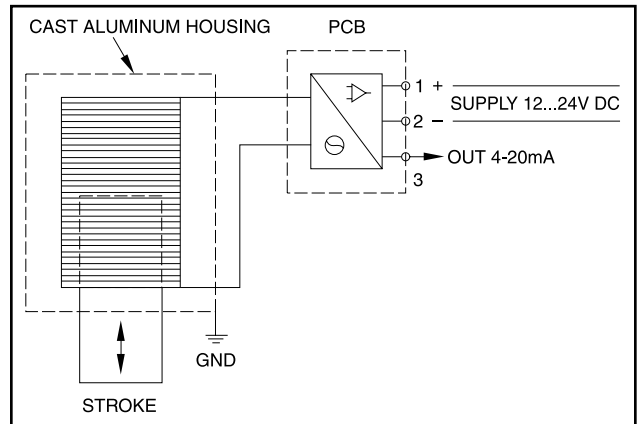 CAST ALUMINUM HOUSING
PCB
1 +
SUPPLY 12...24V DC
2 –
OUT 4-20mA
3
GND
STROKE